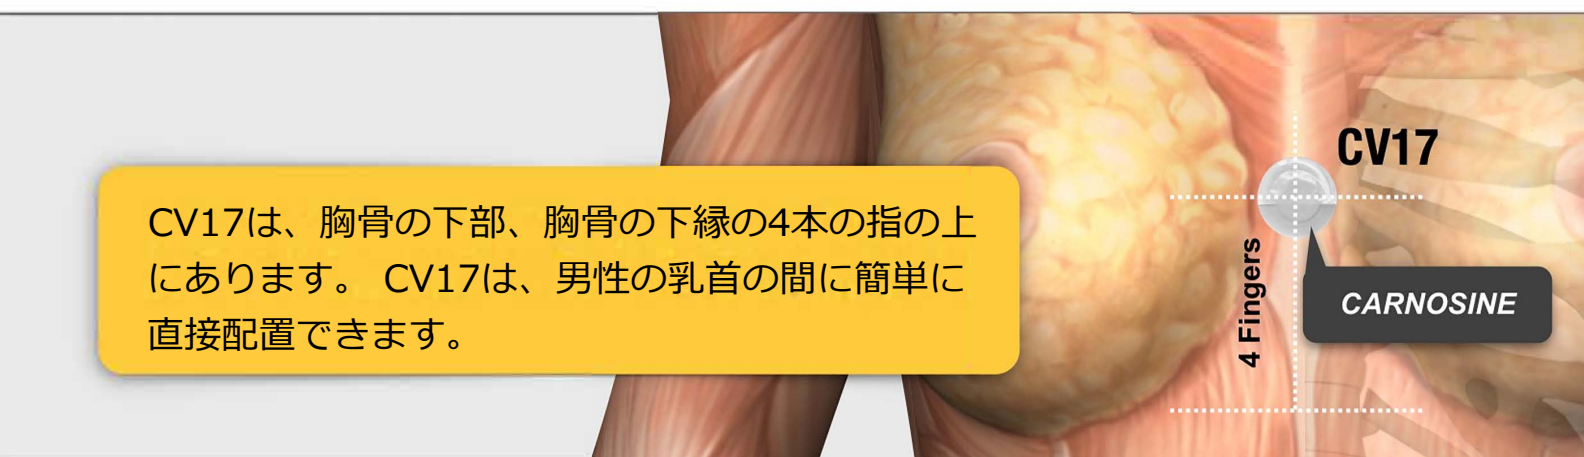 CV17は、胸骨の下部、胸骨の下縁の4本の指の上
にあります。 CV17は、男性の乳首の間に簡単に
直接配置できます。
CV17
4 Fingers
CARNOSINE